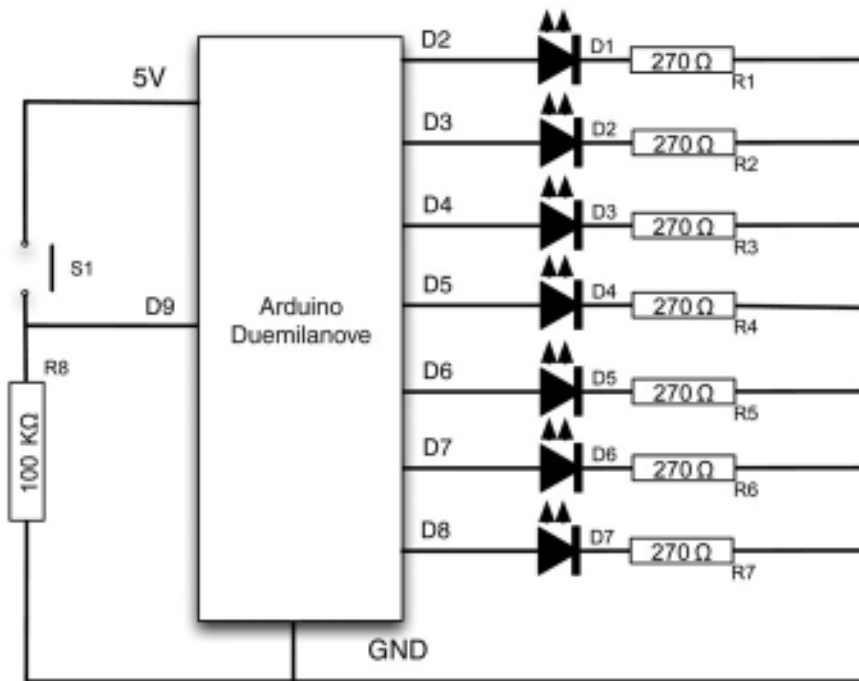 5V
D9
S1
R8
100 KΩ
Arduino
Duemilanove
GND
D2
D1
270 Ω
R1
D3
D2
270 Ω
R2
D4
D3
270 Ω
R3
D5
D4
270 Ω
R4
D6
D5
270 Ω
R5
D7
D6
270 Ω
R6
D8
D7
270 Ω
R7